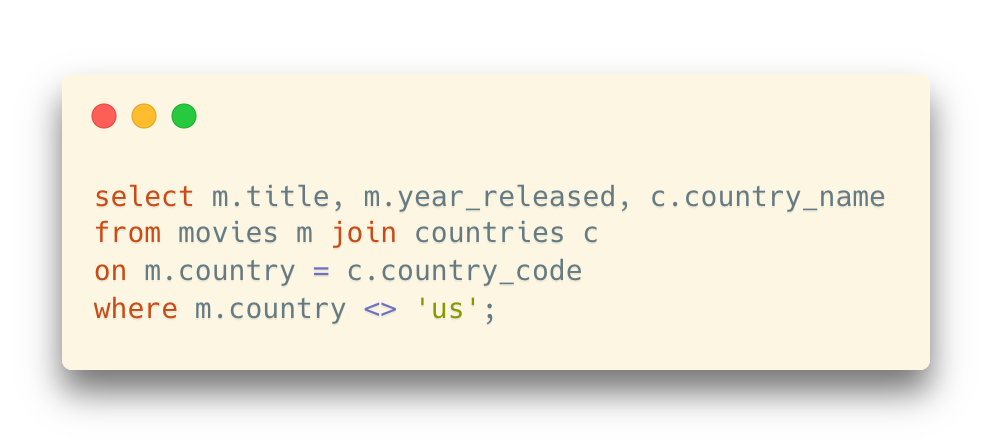 select m.title, m.year_released, c.country_name
from movies m join countries c
on m.country = c.country_code
where m.country <> 'us';